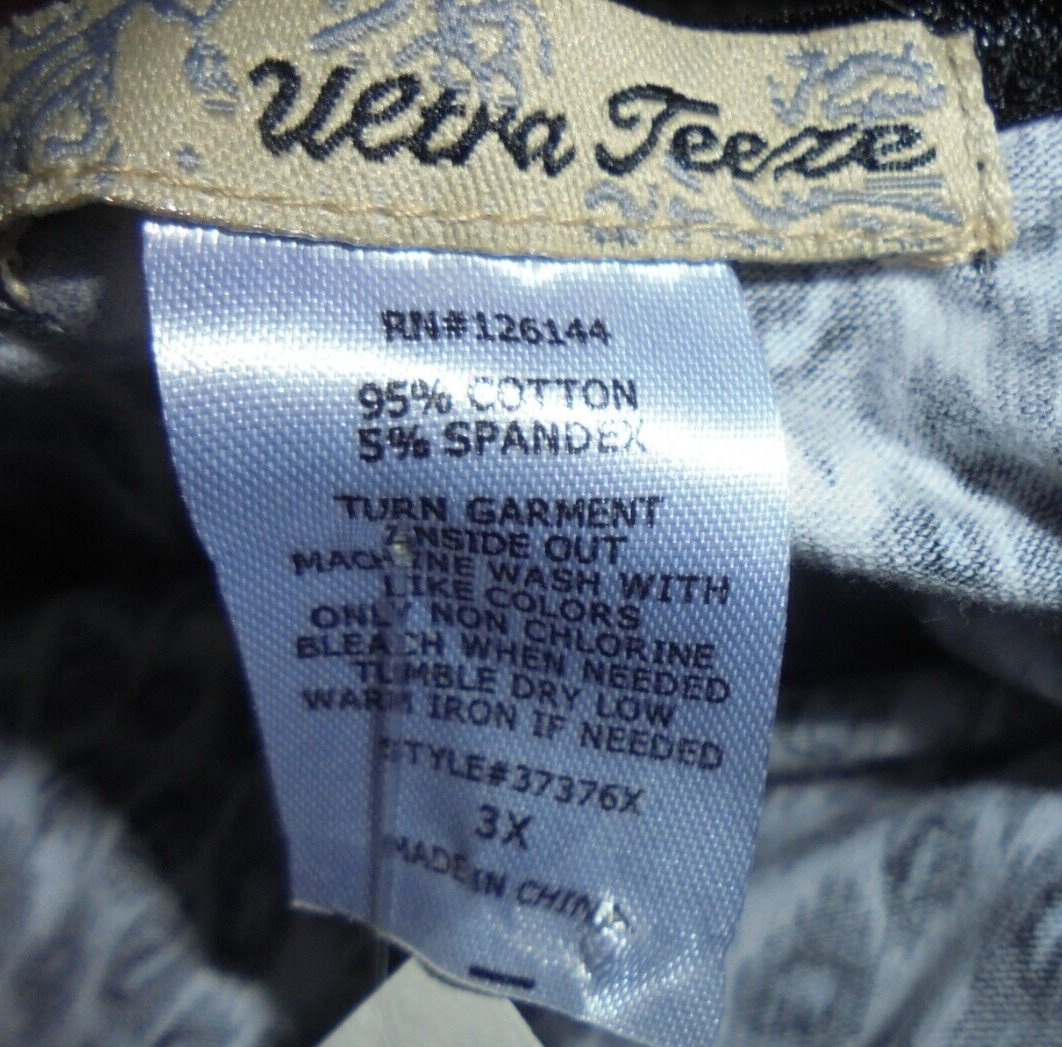 Ultra Teeze
RN#126144
95% COTTON
5% SPANDEX
TURN GARMENT
INSIDE OUT
MACHINE WASH WITH
LIKE COLORS
ONLY NON CHLORINE
BLEACH WHEN NEEDED
TUMBLE DRY LOW
WARM IRON IF NEEDED
STYLE#37376X
3X
MADE IN CHINA